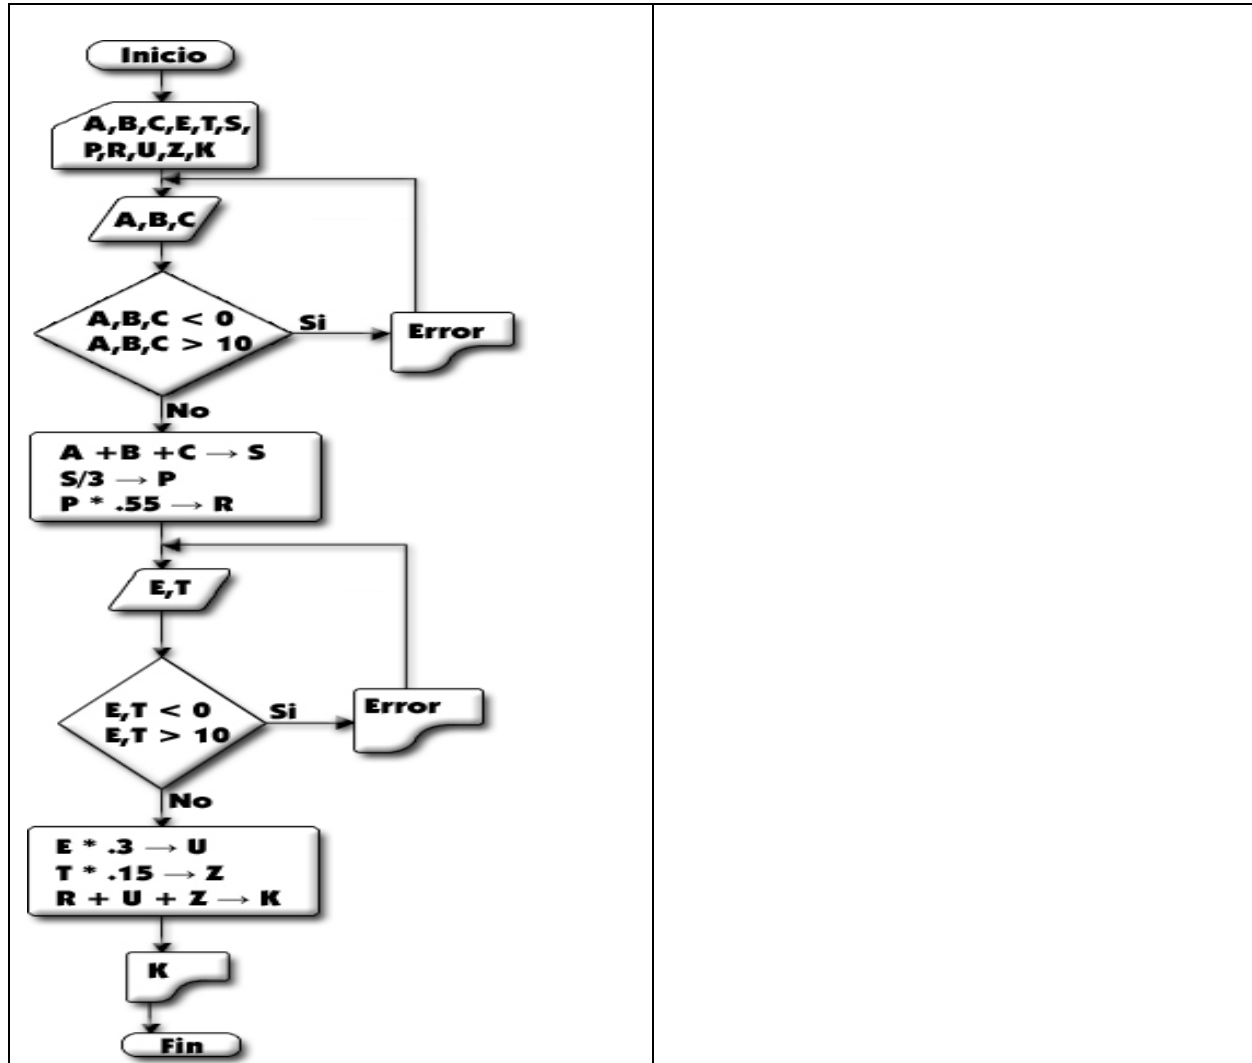 Inicio
A,B,C,E,T,S,
P,R,U,Z,K
A,B,C
A,B,C < 0
A,B,C > 10
Si
Error
No
A +B +C → S
S/3 → P
P * .55 → R
E,T
E,T < 0
E,T > 10
Si
Error
No
E * .3 → U
T * .15 → Z
R + U + Z → K
K
Fin